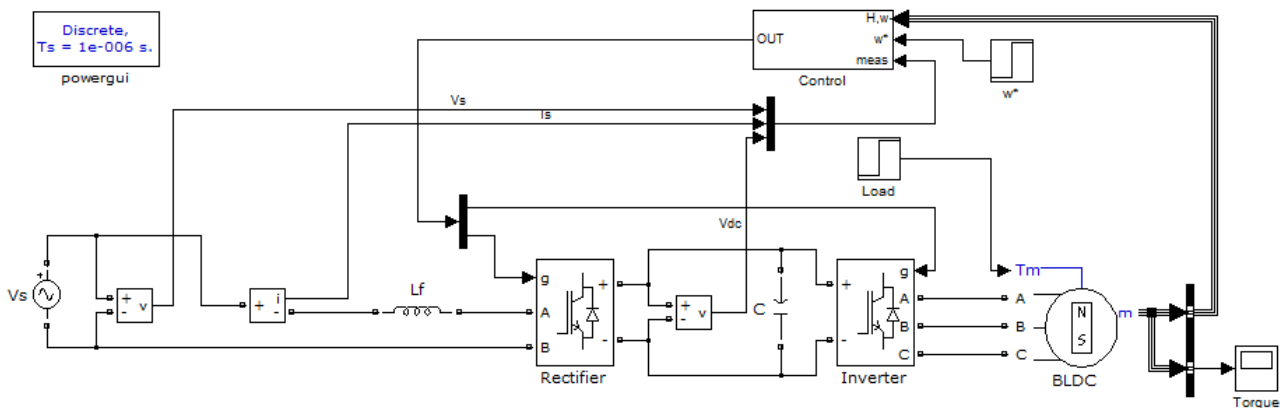 Discrete,
Ts = 1e-006 s.
powergui
H,w
OUT
w*
meas
Control
w*
Vs
Is
Load
Vdc
g
g
Tm
Vs
+
+
-
v
+
i
-
Lf
A
B
+
-
Rectifier
+
-
v
C
+
-
A
B
C
Inverter
A
B
C
N
S
m
BLDC
Torque